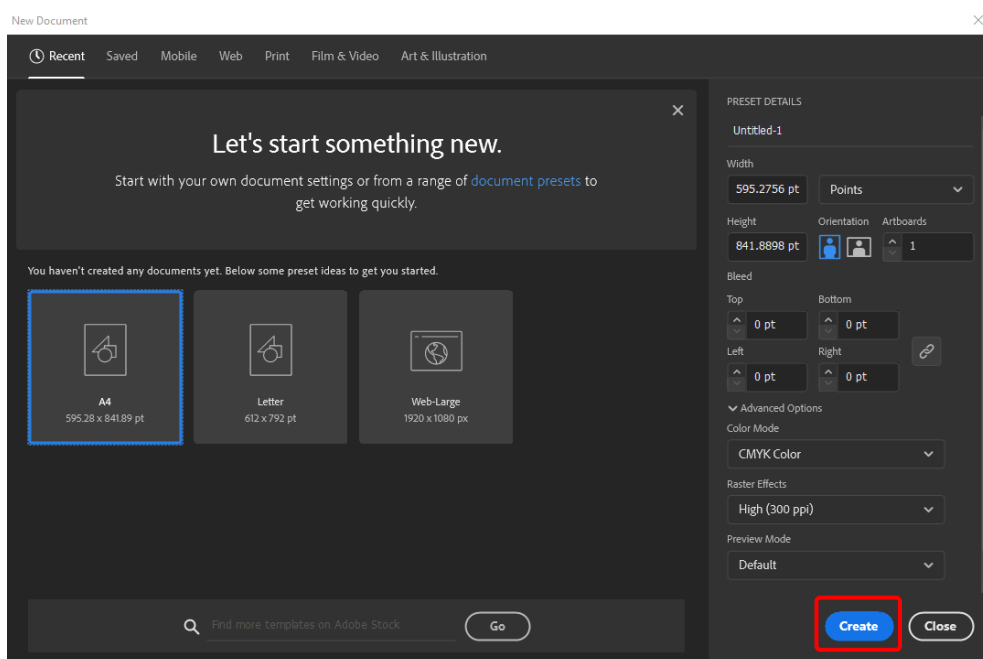 New Document
Recent Saved Mobile Web Print Film & Video Art & Illustration
Let's start something new.
Start with your own document settings or from a range of document presets to
get working quickly.
You haven't created any documents yet. Below some preset ideas to get you started.
A4
595.28 x 841.89 pt
Letter
612 x 792 pt
Web-Large
1920 x 1080 px
Find more templates on Adobe Stock
Go
PRESET DETAILS
Untitled-1
Width
595.2756 pt Points
Height Orientation Artboards
841.8898 pt 1
Bleed
Top Bottom
0 pt 0 pt
Left Right
0 pt 0 pt
Advanced Options
Color Mode
CMYK Color
Raster Effects
High (300 ppi)
Preview Mode
Default
Create Close